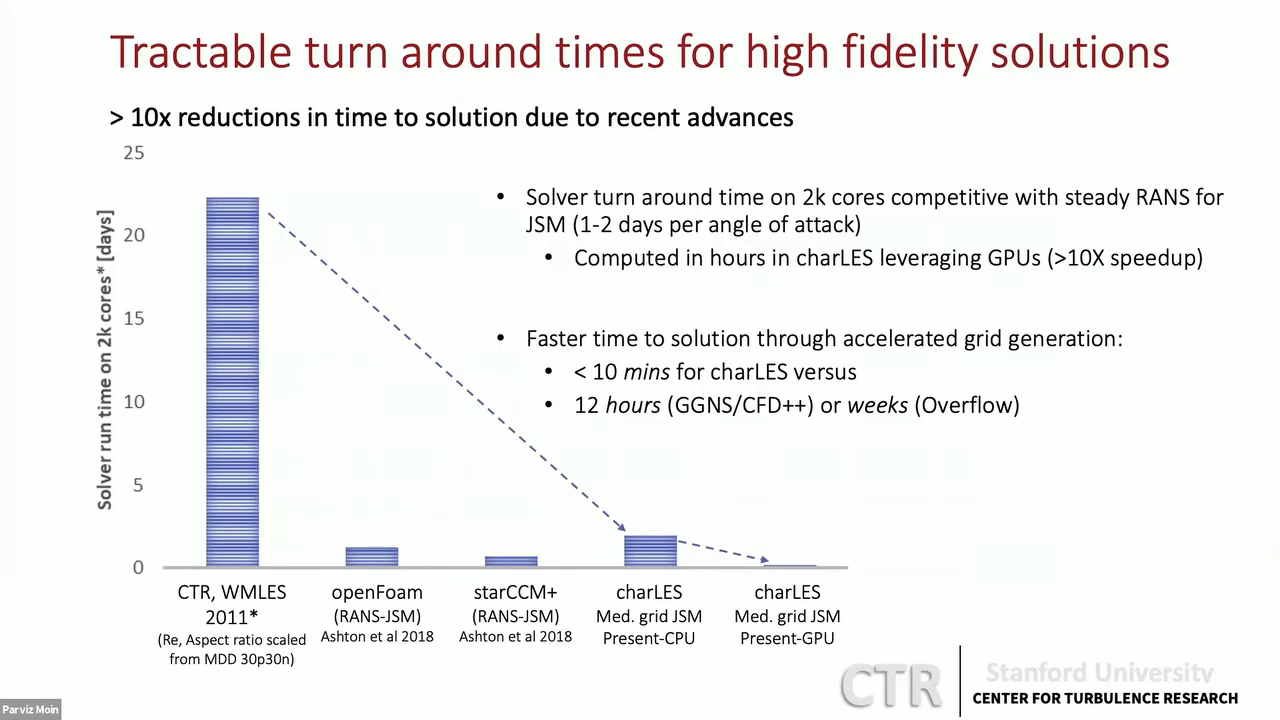 Tractable turn around times for high fidelity solutions
> 10x reductions in time to solution due to recent advances
25
20
15
10
5
0
Solver run time on 2k cores* [days]
• Solver turn around time on 2k cores competitive with steady RANS for
JSM (1-2 days per angle of attack)
• Computed in hours in charLES leveraging GPUs (>10X speedup)
• Faster time to solution through accelerated grid generation:
• < 10 mins for charLES versus
• 12 hours (GGNS/CFD++) or weeks (Overflow)
CTR, WMLES
2011*
(Re, Aspect ratio scaled
from MDD 30p30n)
openFoam
(RANS-JSM)
Ashton et al 2018
starCCM+
(RANS-JSM)
Ashton et al 2018
charLES
Med. grid JSM
Present-CPU
charLES
Med. grid JSM
Present-GPU
CTR
Stanford University
CENTER FOR TURBULENCE RESEARCH
Parviz Moin